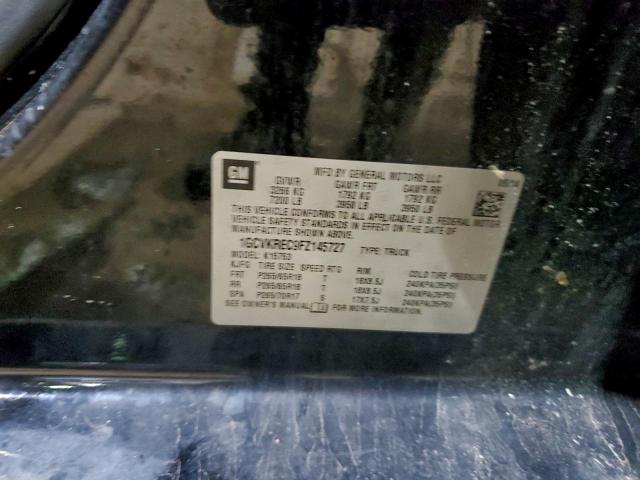 GM
MFD BY GENERAL MOTORS LLC
GVWR GAWR FRT GAWR RR
3266 KG 1792 KG 1792 KG
7200 LB 3950 LB 3950 LB
THIS VEHICLE CONFORMS TO ALL APPLICABLE U.S. FEDERAL MOTOR
VEHICLE SAFETY STANDARDS IN EFFECT ON THE DATE OF
MANUFACTURE SHOWN ABOVE.
1GCVKREC9FZ145727 TYPE: TRUCK
MODEL: K15753
TIRE SIZE SPEED RTG RIM COLD TIRE PRESSURE
FRT P265/65R18 T 18X8.5J 240KPA(35PSI)
RR P265/65R18 T 18X8.5J 240KPA(35PSI)
SPA P265/70R17 S 17X7.5J 240KPA(35PSI)
SEE OWNER'S MANUAL FOR MORE INFORMATION.